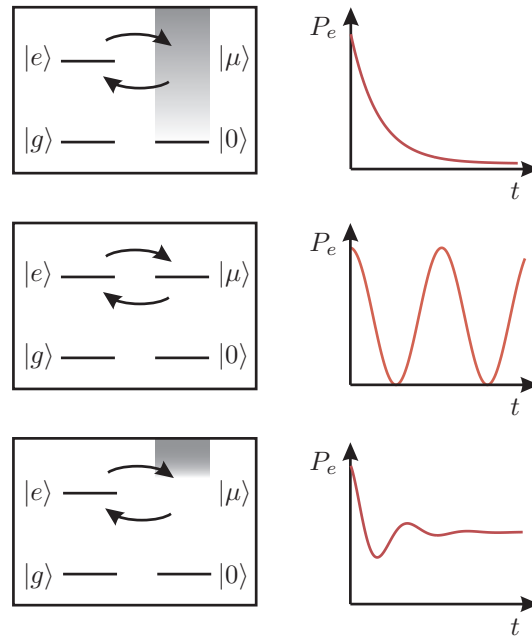 |e⟩ |μ⟩ P_e
|g⟩ |0⟩
t
|e⟩ |μ⟩ P_e
|g⟩ |0⟩
t
|e⟩ |μ⟩ P_e
|g⟩ |0⟩
t